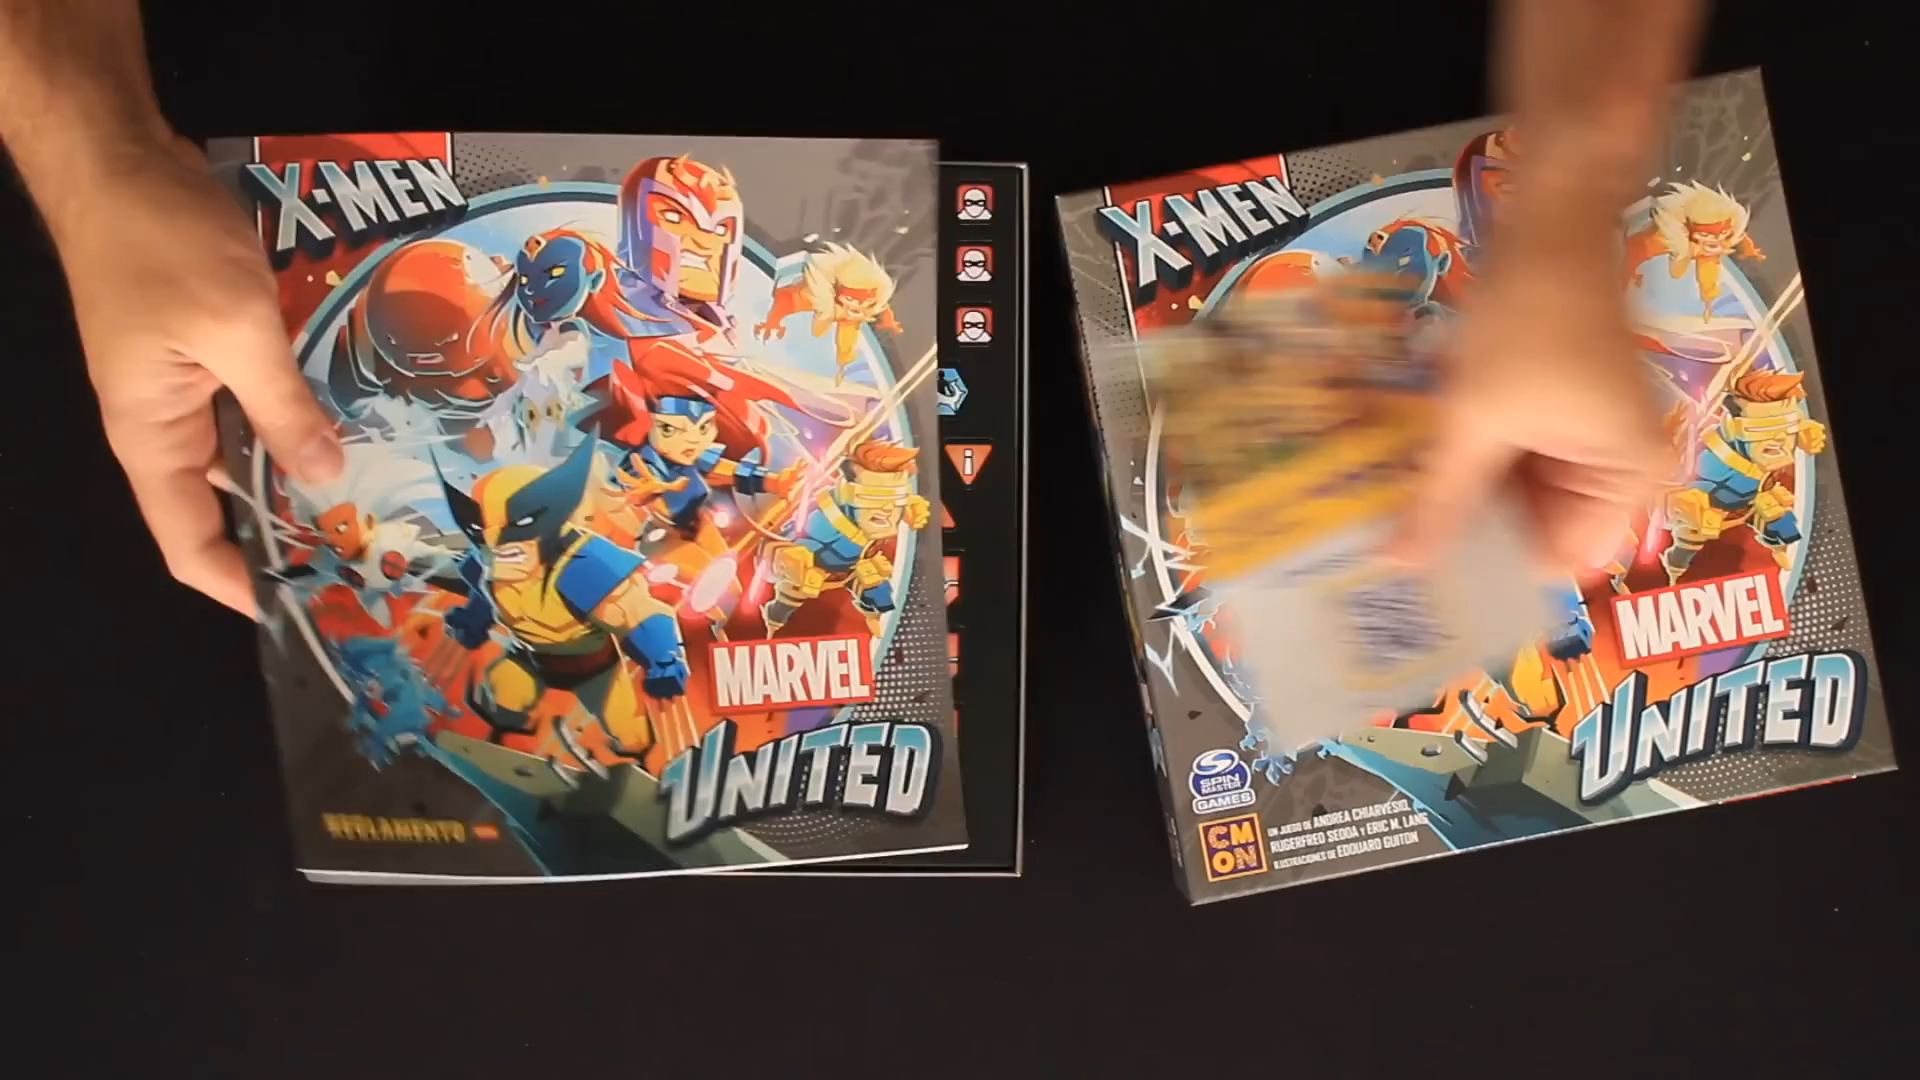 X-MEN
MARVEL
UNITED
REGLAMENTO
X-MEN
MARVEL
UNITED
SPIN
MASTER
GAMES
CMON
UN JUEGO DE ANDREA CHIARVESIO,
RUGERFRED SEDDA Y ERIC M. LANG
ILUSTRACIONES DE EDOUARD GUITON